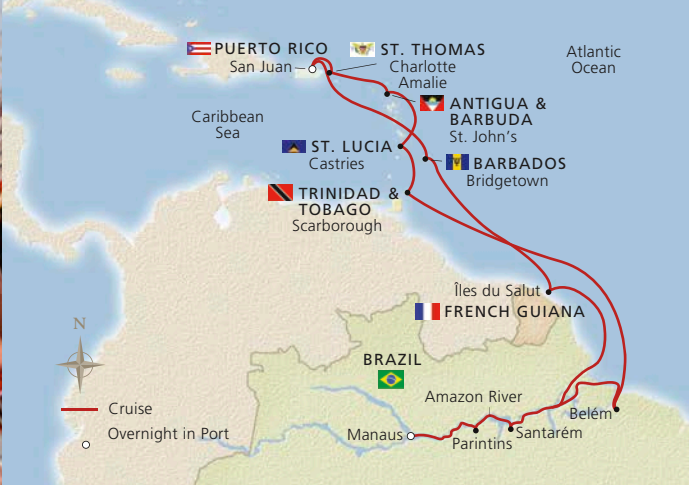 PUERTO RICO
San Juan
ST. THOMAS
Charlotte
Amalie
Atlantic
Ocean
ANTIGUA &
BARBUDA
St. John's
Caribbean
Sea
ST. LUCIA
Castries
BARBADOS
Bridgetown
TRINIDAD &
TOBAGO
Scarborough
Îles du Salut
FRENCH GUIANA
N
BRAZIL
Amazon River
Cruise
Overnight in Port
Belém
Manaus
Parintins
Santarém